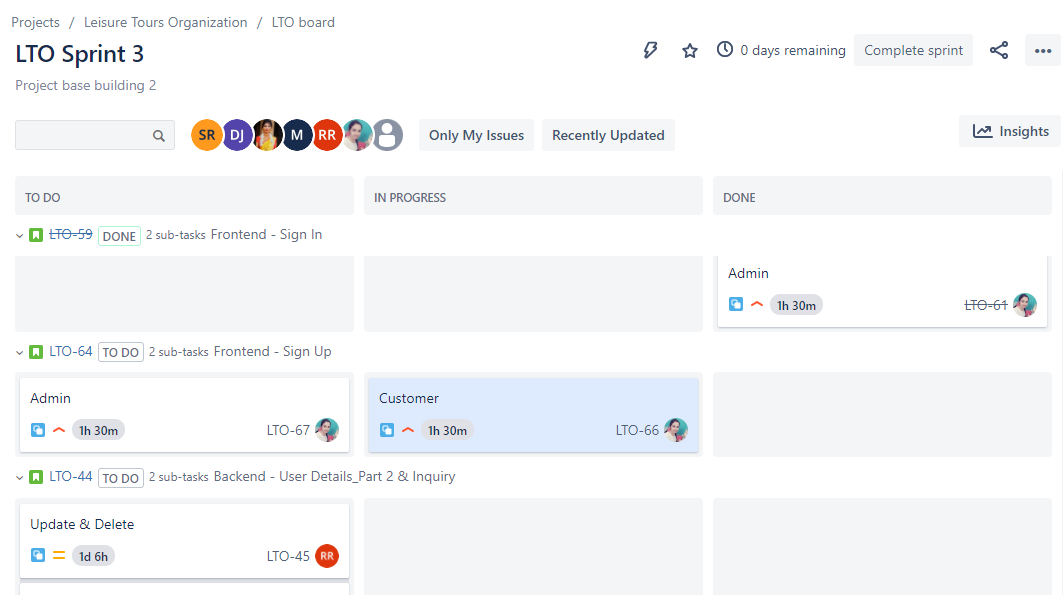 Projects / Leisure Tours Organization / LTO board
LTO Sprint 3
0 days remaining
Complete sprint
Project base building 2
SR DJ M RR
Only My Issues
Recently Updated
Insights
TO DO
IN PROGRESS
DONE
LTO-59 DONE 2 sub-tasks Frontend - Sign In
Admin
1h 30m LTO-61
LTO-64 TO DO 2 sub-tasks Frontend - Sign Up
Admin
1h 30m LTO-67
Customer
1h 30m LTO-66
LTO-44 TO DO 2 sub-tasks Backend - User Details_Part 2 & Inquiry
Update & Delete
1d 6h LTO-45 RR